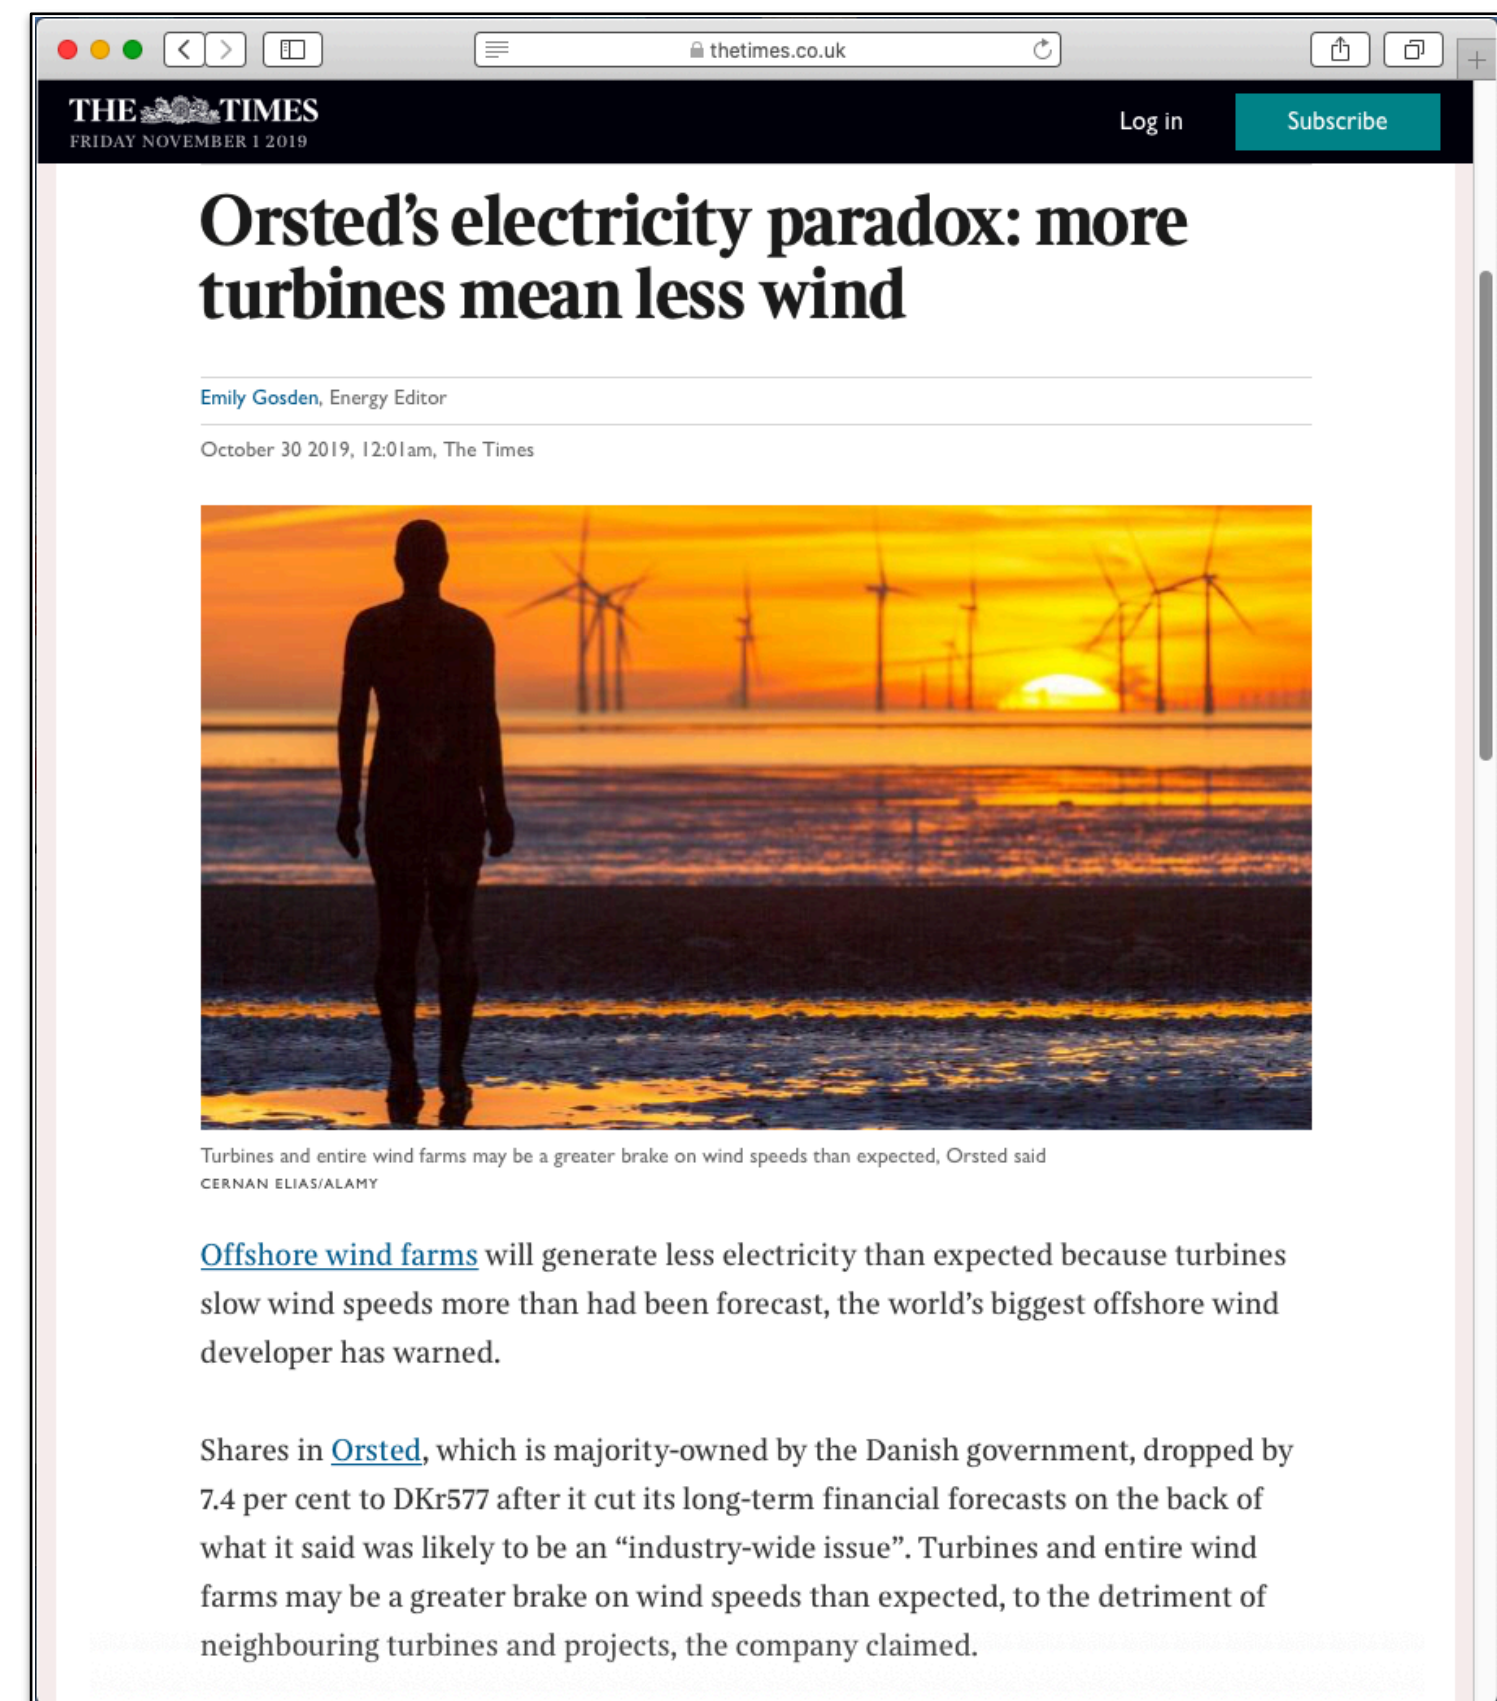 thetimes.co.uk
THE TIMES
FRIDAY NOVEMBER 1 2019
Log in
Subscribe
Orsted’s electricity paradox: more
turbines mean less wind
Emily Gosden, Energy Editor
October 30 2019, 12:01am, The Times
Turbines and entire wind farms may be a greater brake on wind speeds than expected, Orsted said
CERNAN ELIAS/ALAMY
Offshore wind farms will generate less electricity than expected because turbines
slow wind speeds more than had been forecast, the world’s biggest offshore wind
developer has warned.
Shares in Orsted, which is majority-owned by the Danish government, dropped by
7.4 per cent to DKr577 after it cut its long-term financial forecasts on the back of
what it said was likely to be an “industry-wide issue”. Turbines and entire wind
farms may be a greater brake on wind speeds than expected, to the detriment of
neighbouring turbines and projects, the company claimed.